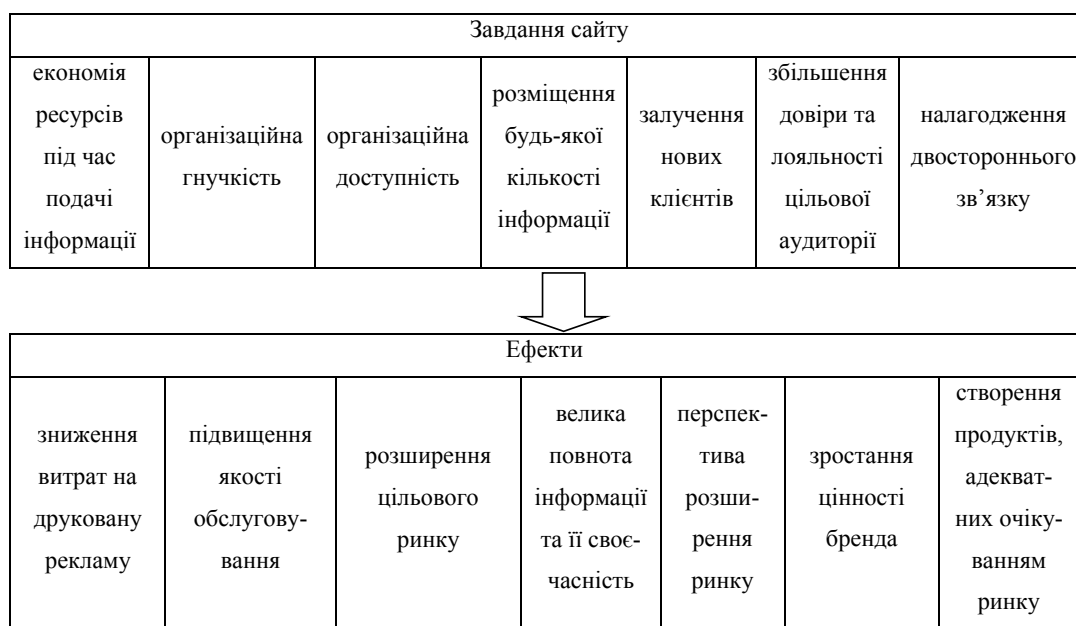 Завдання сайту
економія
ресурсів
під час
подачі
інформації
організаційна
гнучкість
організаційна
доступність
розміщення
будь-якої
кількості
інформації
залучення
нових
клієнтів
збільшення
довіри та
лояльності
цільової
аудиторії
налагодження
двостороннього
зв’язку
Ефекти
зниження
витрат на
друковану
рекламу
підвищення
якості
обслугову-
вання
розширення
цільового
ринку
велика
повнота
інформації
та її своє-
часність
перспек-
тива
розши-
рення
ринку
зростання
цінності
бренда
створення
продуктів,
адекват-
них очіку-
ванням
ринку